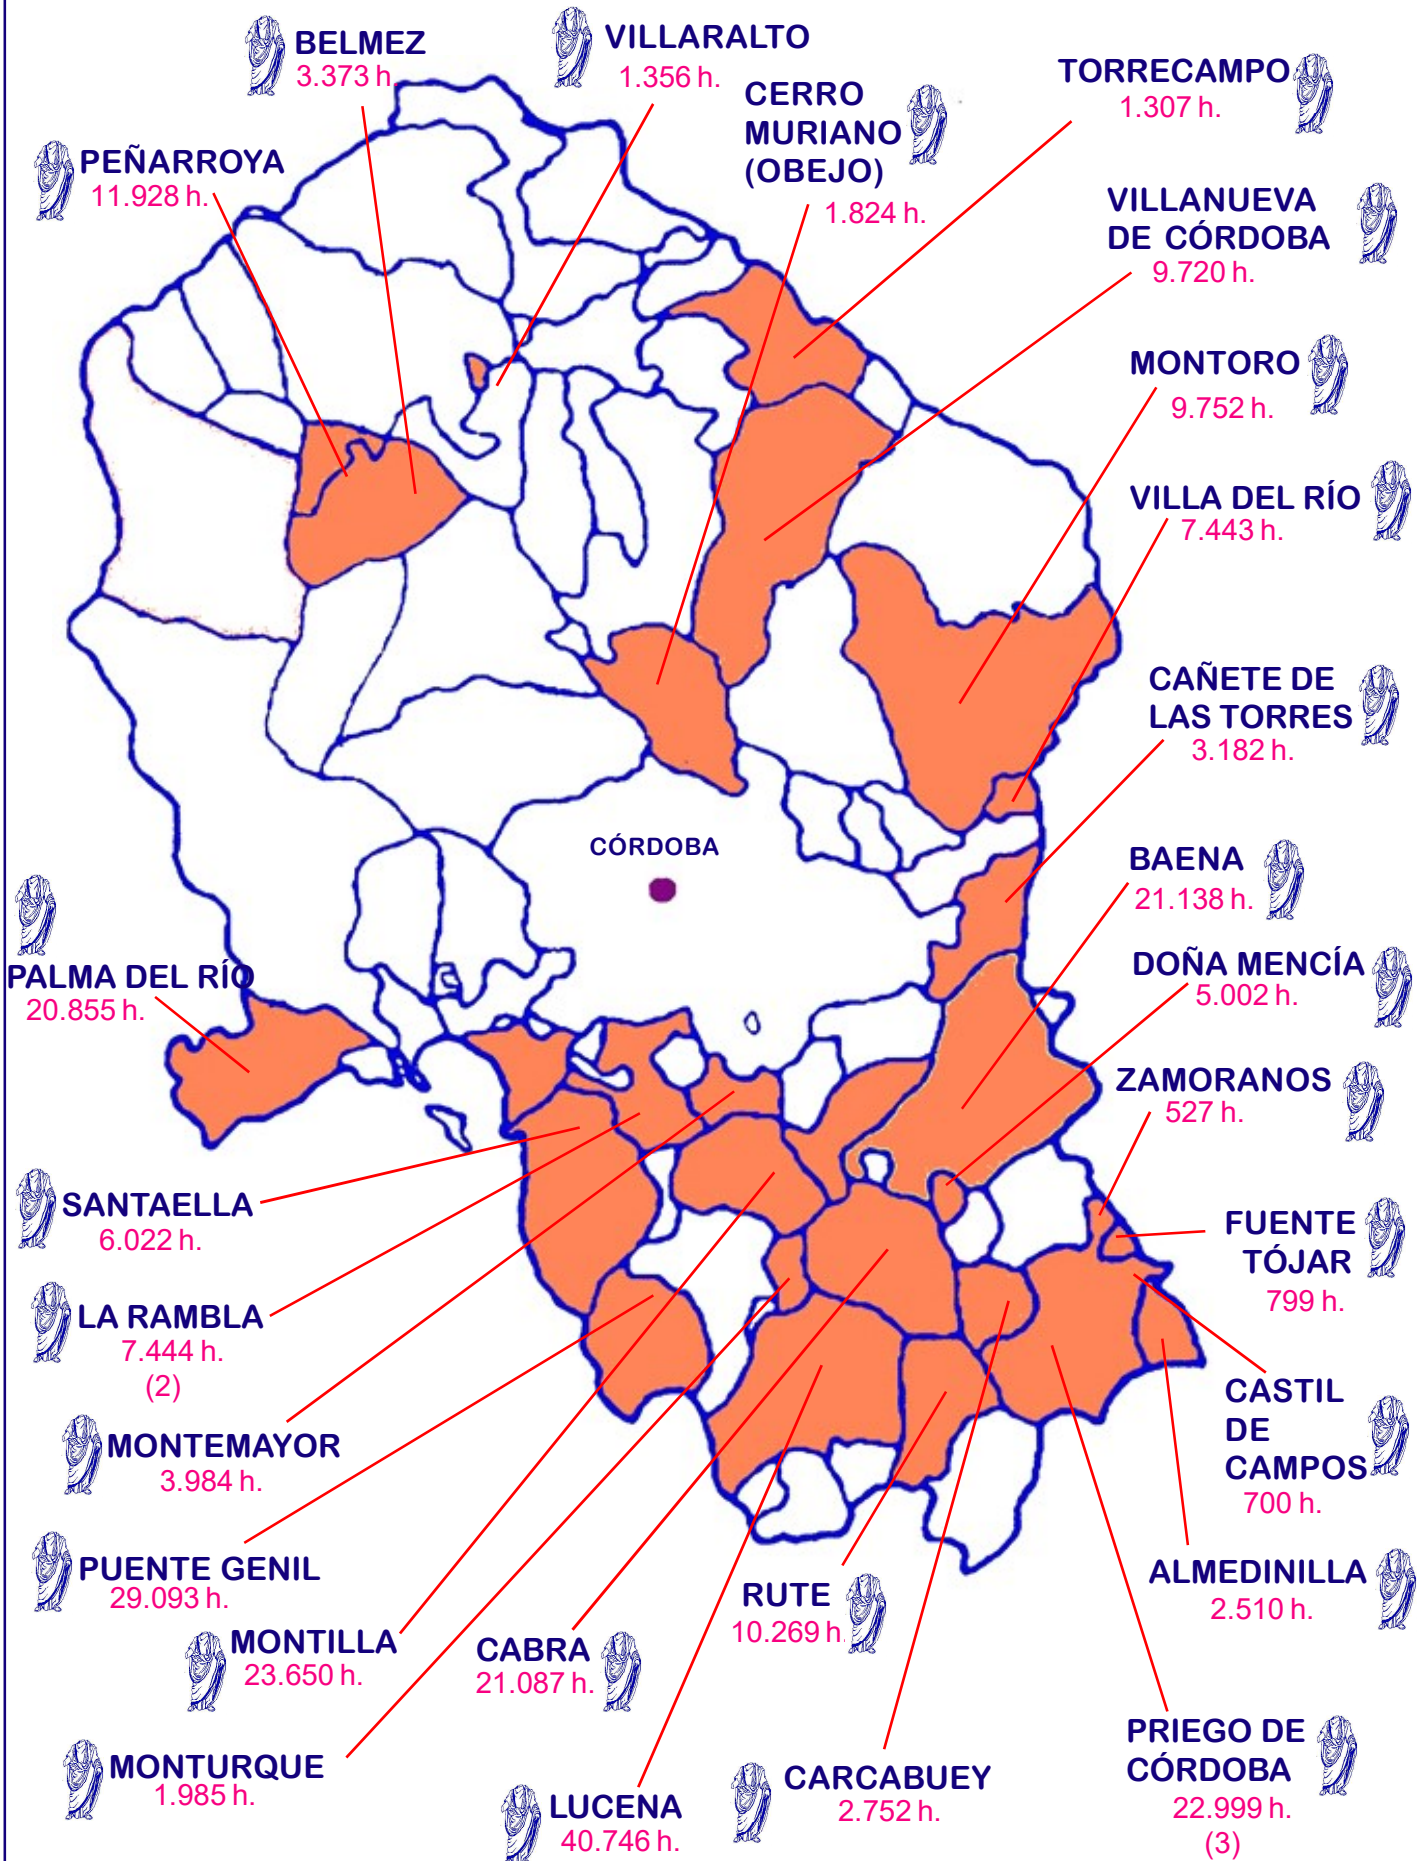 BELMEZ
3.373 h.
VILLARALTO
1.356 h.
CERRO
MURIANO
(OBEJO)
1.824 h.
TORRECAMPO
1.307 h.
PEÑARROYA
11.928 h.
VILLANUEVA
DE CÓRDOBA
9.720 h.
MONTORO
9.752 h.
VILLA DEL RÍO
7.443 h.
CAÑETE DE
LAS TORRES
3.182 h.
CÓRDOBA
BAENA
21.138 h.
PALMA DEL RÍO
20.855 h.
DOÑA MENCÍA
5.002 h.
ZAMORANOS
527 h.
SANTAELLA
6.022 h.
FUENTE
TÓJAR
799 h.
LA RAMBLA
7.444 h.
(2)
CASTIL
DE
CAMPOS
700 h.
MONTEMAYOR
3.984 h.
PUENTE GENIL
29.093 h.
ALMEDINILLA
2.510 h.
MONTILLA
23.650 h.
CABRA
21.087 h.
RUTE
10.269 h.
MONTURQUE
1.985 h.
LUCENA
40.746 h.
CARCABUEY
2.752 h.
PRIEGO DE
CÓRDOBA
22.999 h.
(3)